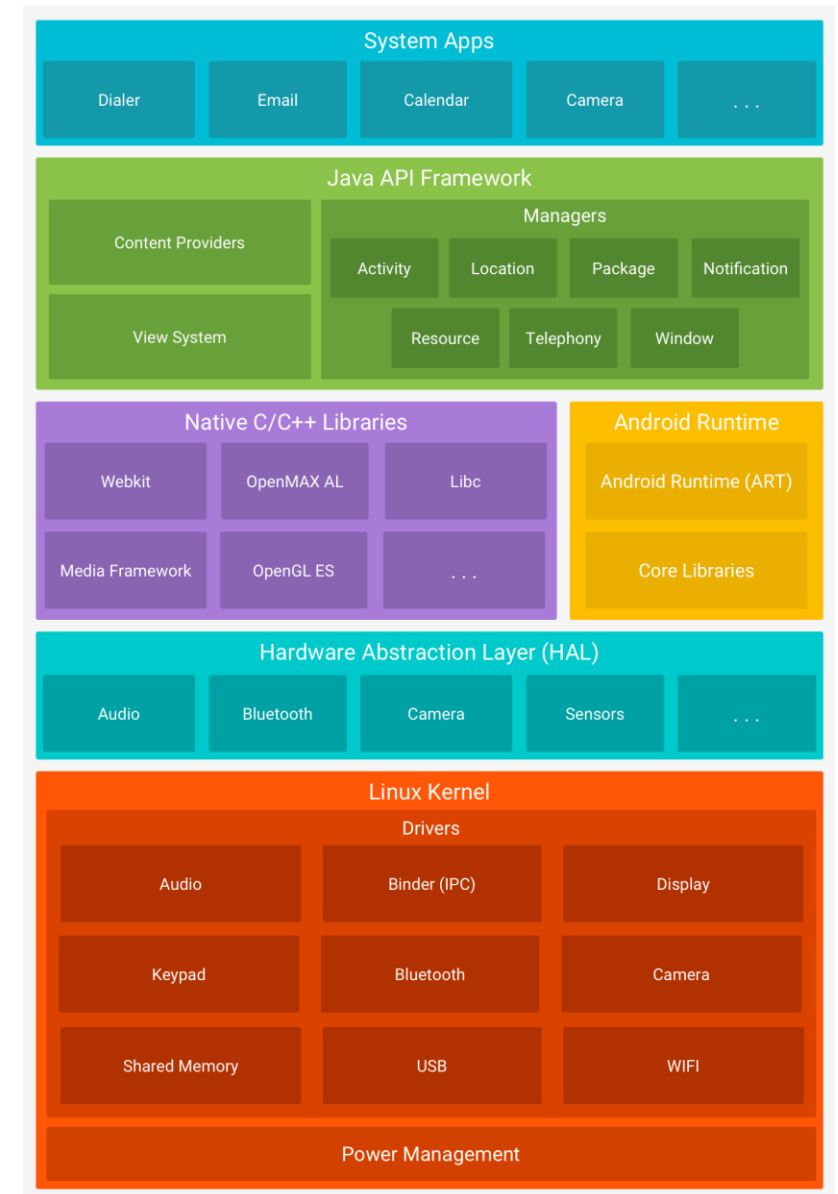 System Apps
Dialer
Email
Calendar
Camera
. . .
Java API Framework
Content Providers
View System
Managers
Activity
Location
Package
Notification
Resource
Telephony
Window
Native C/C++ Libraries
Webkit
OpenMAX AL
Libc
Media Framework
OpenGL ES
. . .
Android Runtime
Android Runtime (ART)
Core Libraries
Hardware Abstraction Layer (HAL)
Audio
Bluetooth
Camera
Sensors
. . .
Linux Kernel
Drivers
Audio
Binder (IPC)
Display
Keypad
Bluetooth
Camera
Shared Memory
USB
WIFI
Power Management